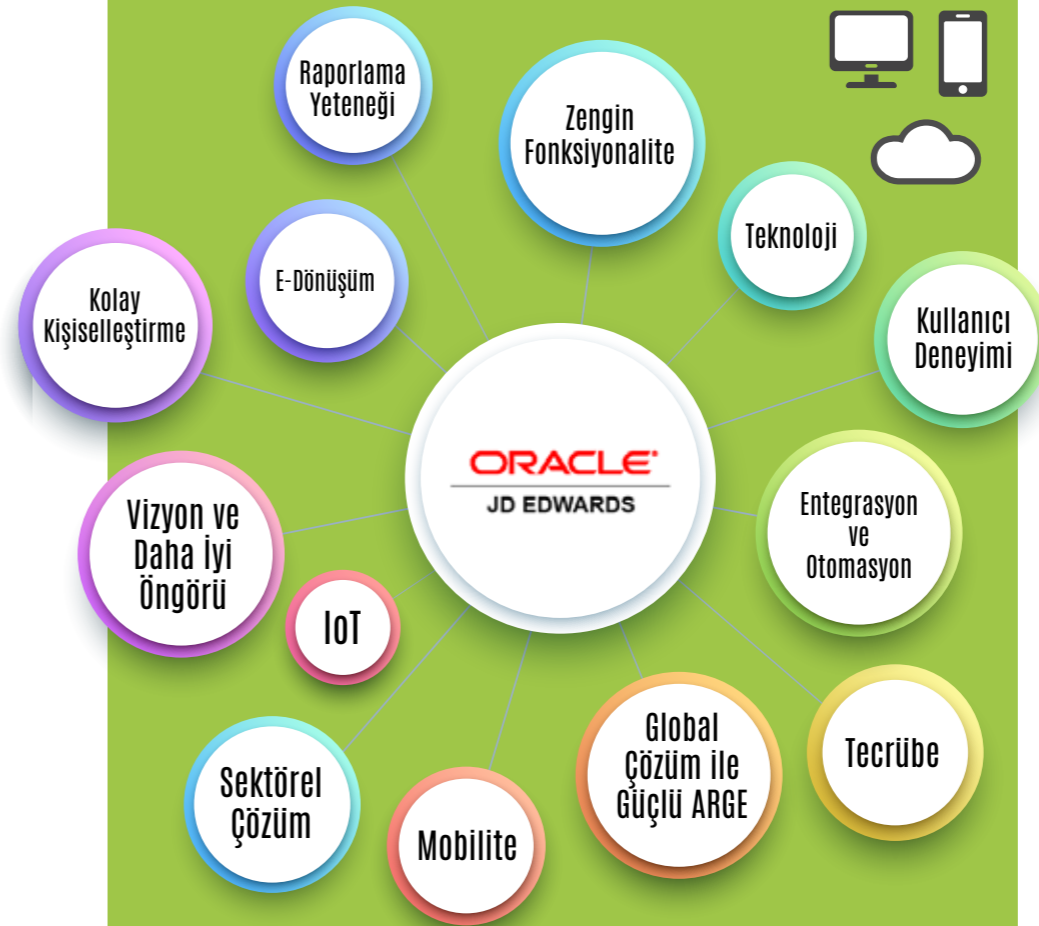 Raporlama
Yeteneği
Zengin
Fonksiyonalite
Teknoloji
E-Dönüşüm
Kolay
Kişiselleştirme
Kullanıcı
Deneyimi
ORACLE
JD EDWARDS
Vizyon ve
Daha İyi
Öngörü
Entegrasyon
ve
Otomasyon
IoT
Global
Çözüm ile
Güçlü ARGE
Tecrübe
Sektörel
Çözüm
Mobilite